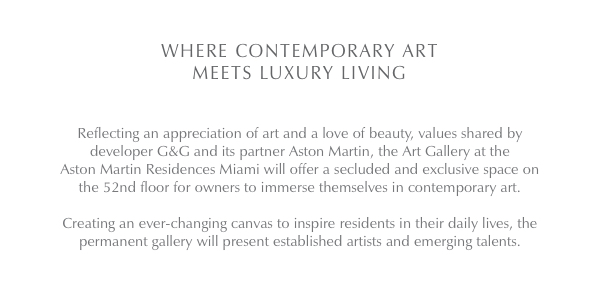 WHERE CONTEMPORARY ART
MEETS LUXURY LIVING
Reflecting an appreciation of art and a love of beauty, values shared by
developer G&G and its partner Aston Martin, the Art Gallery at the
Aston Martin Residences Miami will offer a secluded and exclusive space on
the 52nd floor for owners to immerse themselves in contemporary art.
Creating an ever-changing canvas to inspire residents in their daily lives, the
permanent gallery will present established artists and emerging talents.